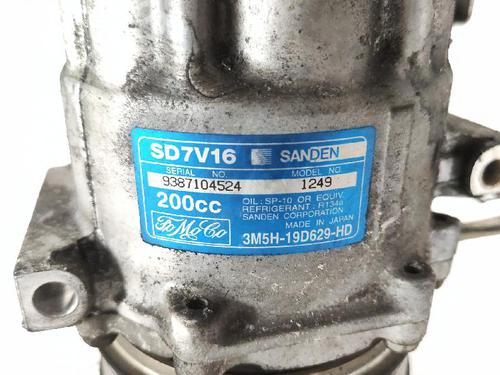 SD7V16 SANDEN
SERIAL NO. MODEL NO.
9387104524 1249
200cc OIL: SP-10 OR EQUIV.
REFRIGERANT: R134a
SANDEN CORPORATION
MADE IN JAPAN
FoMoCo 3M5H-19D629-HD